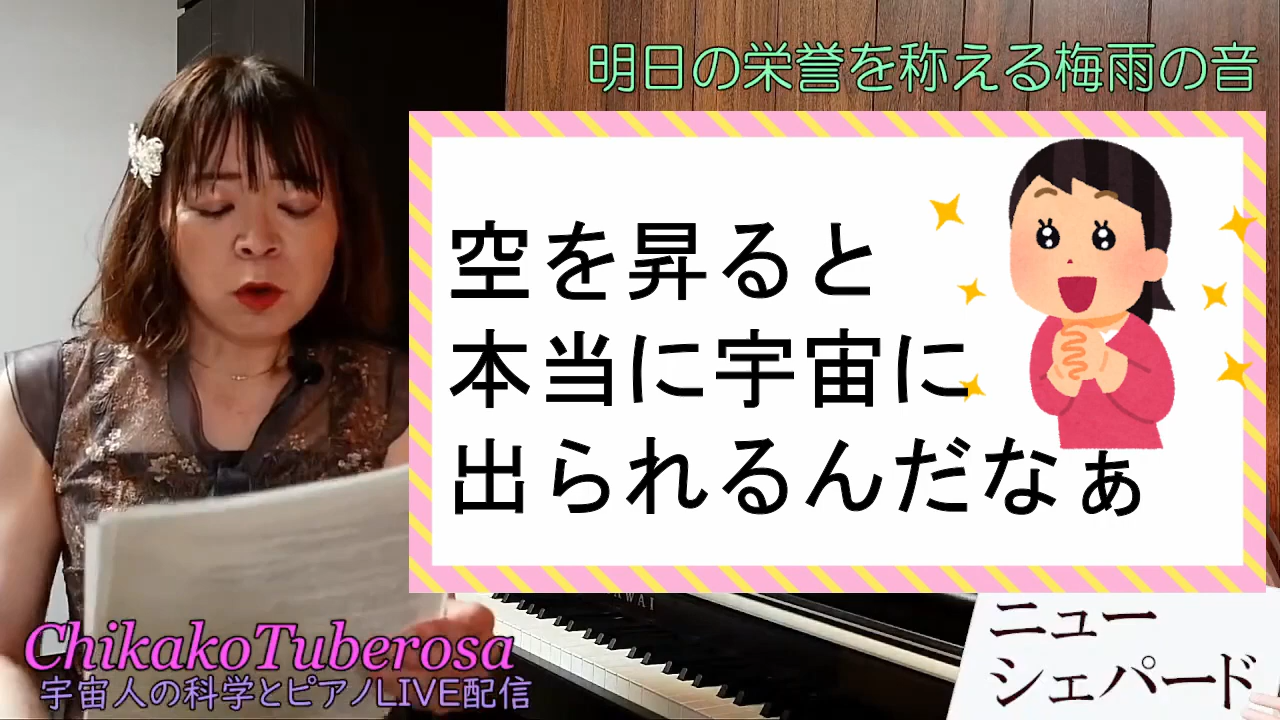 明日の栄誉を称える梅雨の音
空を昇ると
本当に宇宙に
出られるんだなぁ
AWAI
ChikakoTuberosa
宇宙人の科学とピアノLIVE配信
ニュー
シェパード